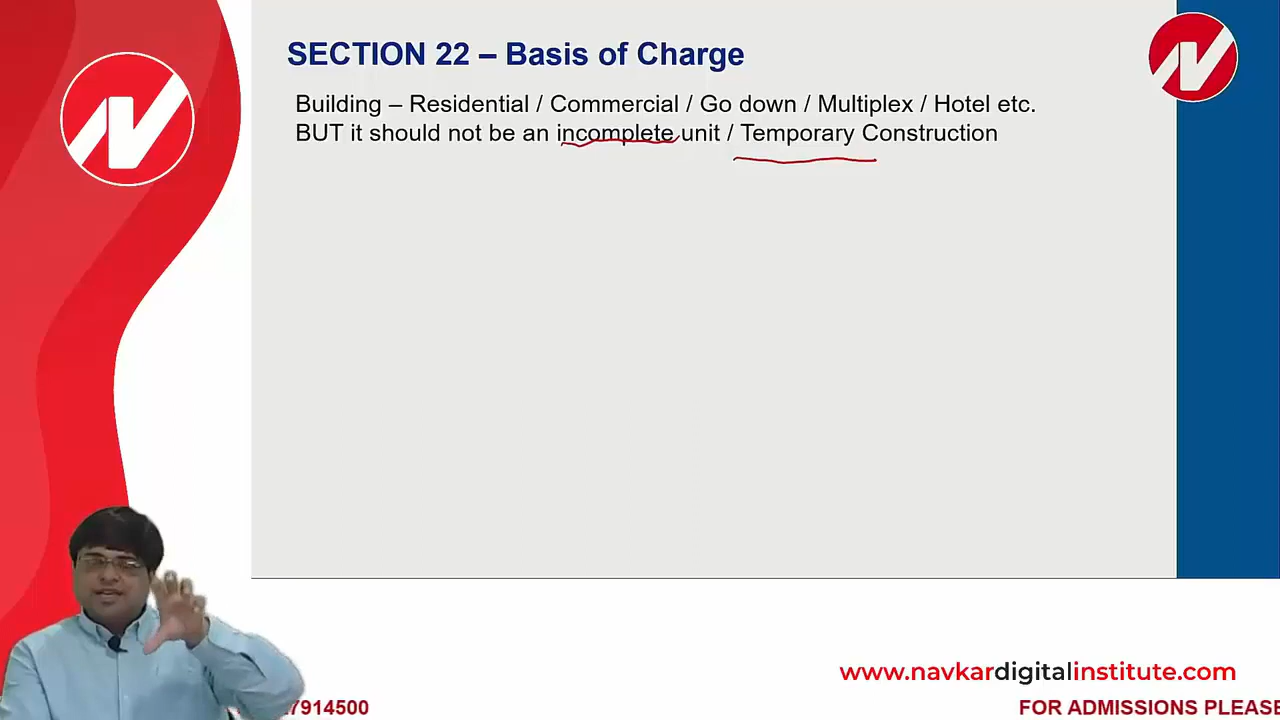 SECTION 22 – Basis of Charge
Building – Residential / Commercial / Go down / Multiplex / Hotel etc.
BUT it should not be an incomplete unit / Temporary Construction
www.navkardigitalinstitute.com
7914500
FOR ADMISSIONS PLEASE